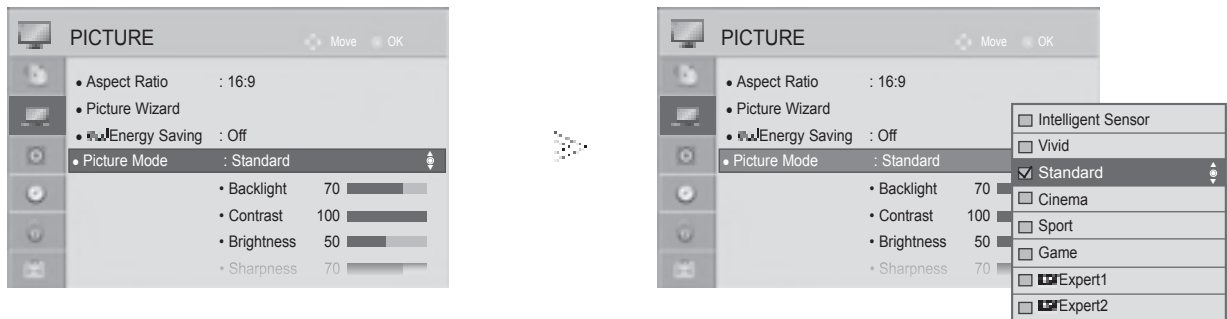 PICTURE
Move OK
• Aspect Ratio : 16:9
• Picture Wizard
• Energy Saving : Off
• Picture Mode : Standard
• Backlight 70
• Contrast 100
• Brightness 50
• Sharpness 70
PICTURE
Move OK
• Aspect Ratio : 16:9
• Picture Wizard
• Energy Saving : Off
• Picture Mode : Standard
• Backlight 70
• Contrast 100
• Brightness 50
• Sharpness 70
Intelligent Sensor
Vivid
Standard
Cinema
Sport
Game
Expert1
Expert2